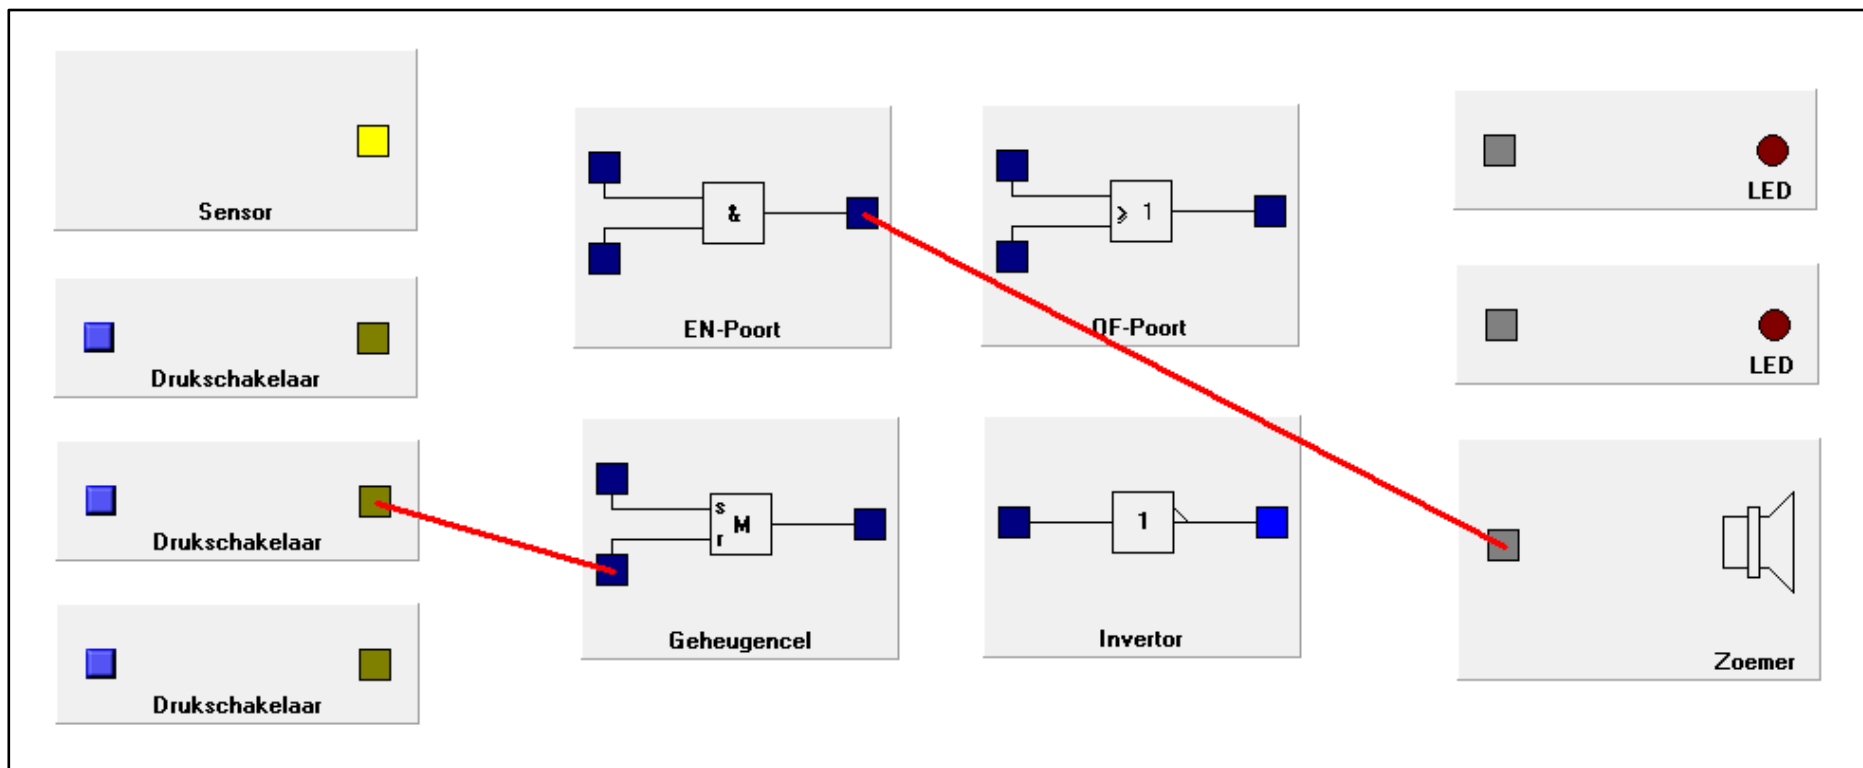 Sensor
Drukschakelaar
Drukschakelaar
Drukschakelaar
&
EN-Poort
≥ 1
OF-Poort
s
M
r
Geheugencel
1
Invertor
LED
LED
Zoemer